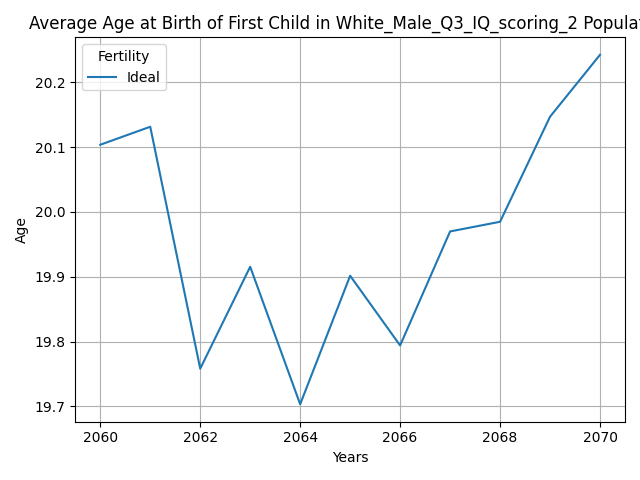 Average Age at Birth of First Child in White_Male_Q3_IQ_scoring_2 Populat
Fertility
Ideal
20.2
20.1
20.0
19.9
19.8
19.7
Age
2060
2062
2064
2066
2068
2070
Years